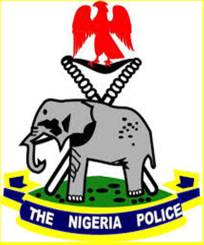 THE NIGERIA POLICE